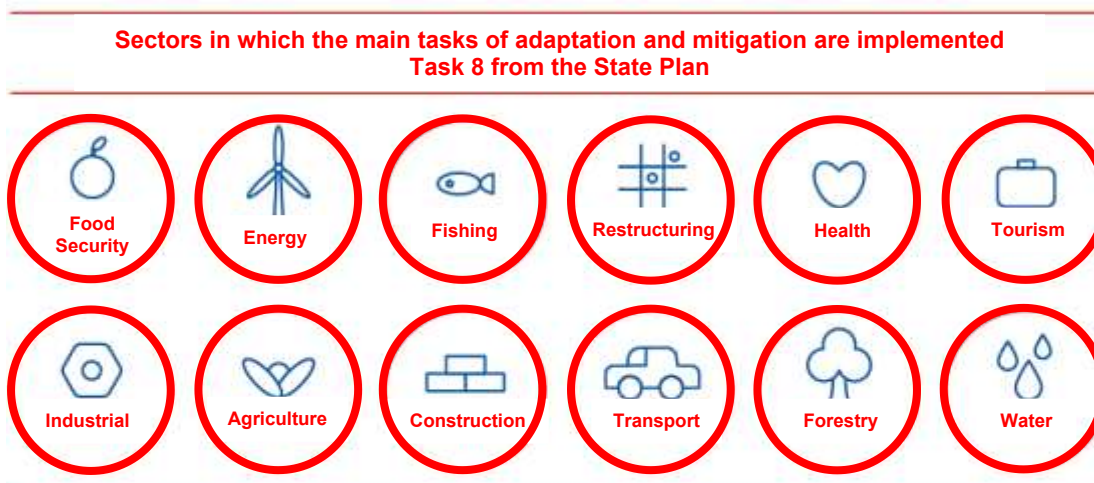 Sectors in which the main tasks of adaptation and mitigation are implemented
Task 8 from the State Plan
Food
Security
Energy
Fishing
Restructuring
Health
Tourism
Industrial
Agriculture
Construction
Transport
Forestry
Water